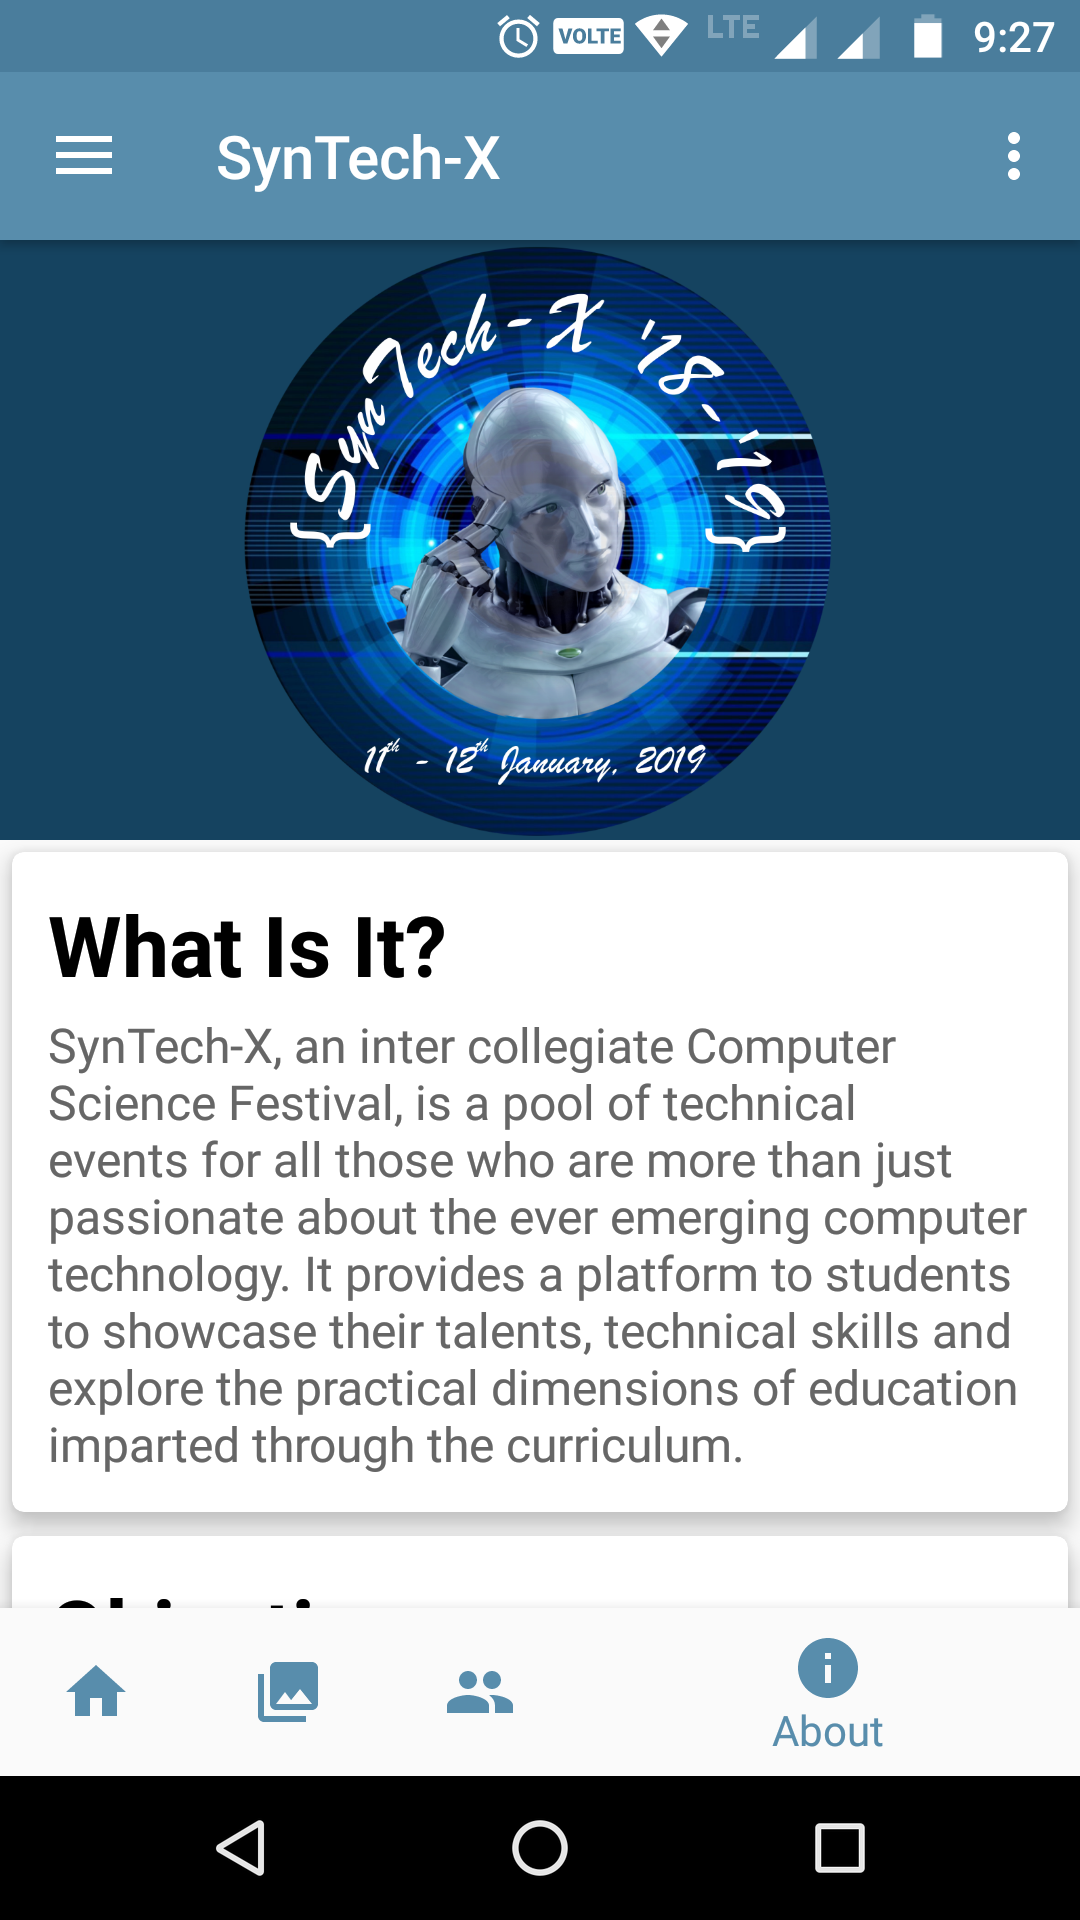 VOLTE LTE 9:27
SynTech-X
{SynTech-X '18-'19}
11th - 12th January, 2019
What Is It?
SynTech-X, an inter collegiate Computer
Science Festival, is a pool of technical
events for all those who are more than just
passionate about the ever emerging computer
technology. It provides a platform to students
to showcase their talents, technical skills and
explore the practical dimensions of education
imparted through the curriculum.
About